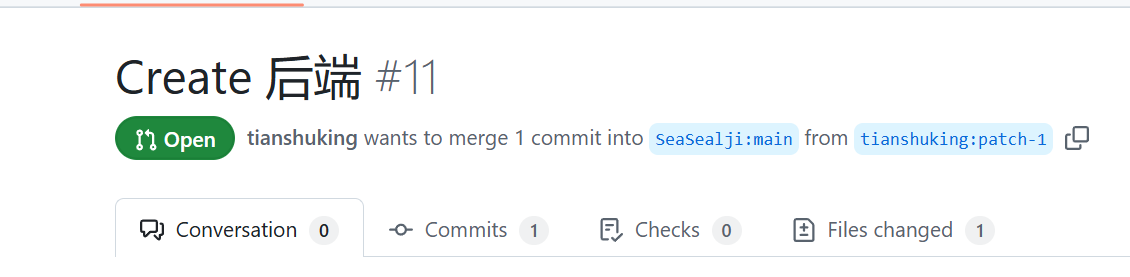 Create 后端 #11
Open tianshuking wants to merge 1 commit into SeaSealji:main from tianshuking:patch-1
Conversation 0 Commits 1 Checks 0 Files changed 1